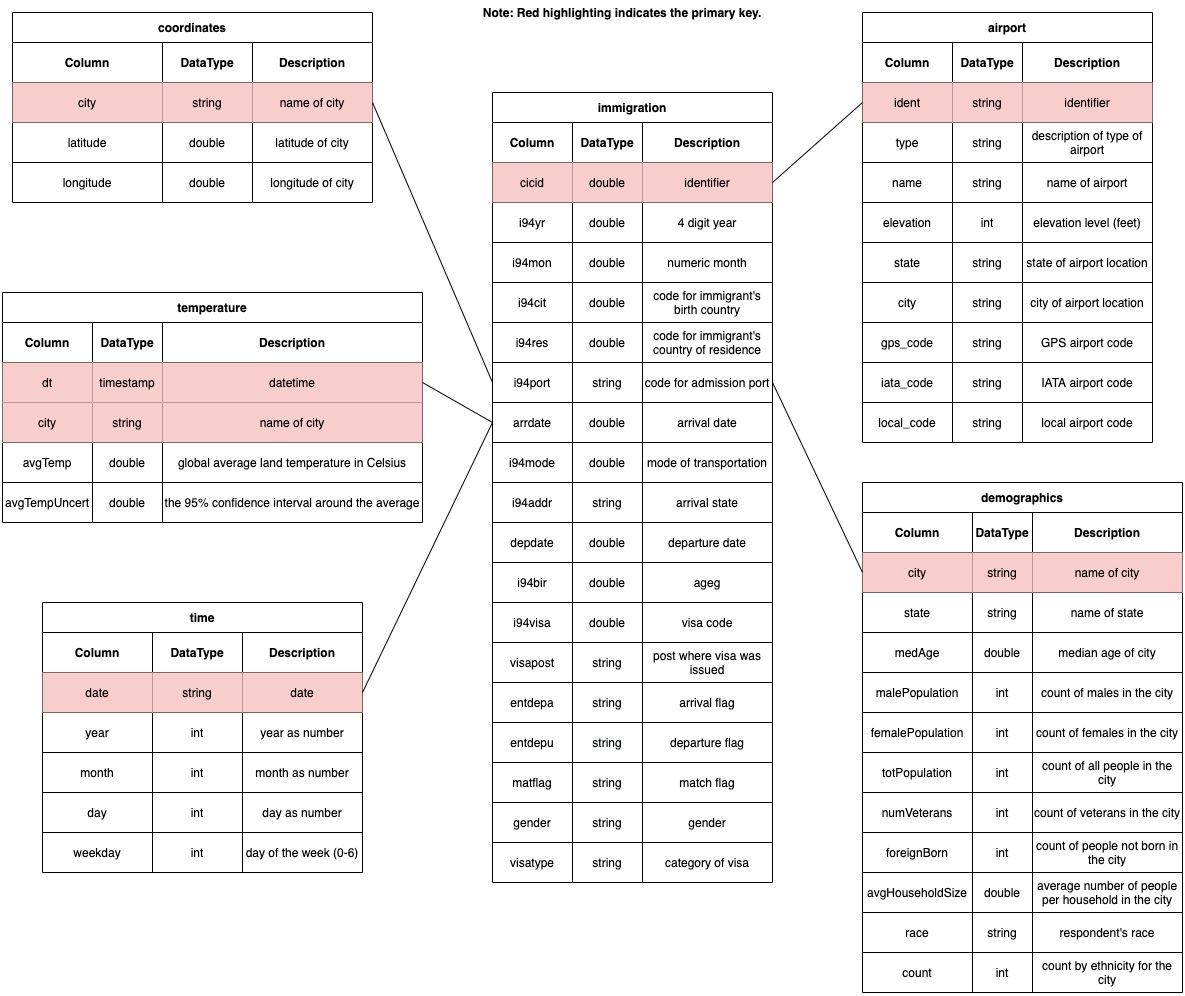 Note: Red highlighting indicates the primary key.
coordinates
Column DataType Description
city string name of city
latitude double latitude of city
longitude double longitude of city
temperature
Column DataType Description
dt timestamp datetime
city string name of city
avgTemp double global average land temperature in Celsius
avgTempUncert double the 95% confidence interval around the average
time
Column DataType Description
date string date
year int year as number
month int month as number
day int day as number
weekday int day of the week (0-6)
immigration
Column DataType Description
cicid double identifier
i94yr double 4 digit year
i94mon double numeric month
i94cit double code for immigrant's
birth country
i94res double code for immigrant's
country of residence
i94port string code for admission port
arrdate double arrival date
i94mode double mode of transportation
i94addr string arrival state
depdate double departure date
i94bir double ageg
i94visa double visa code
visapost string post where visa was
issued
entdepa string arrival flag
entdepu string departure flag
matflag string match flag
gender string gender
visatype string category of visa
airport
Column DataType Description
ident string identifier
type string description of type of
airport
name string name of airport
elevation int elevation level (feet)
state string state of airport location
city string city of airport location
gps_code string GPS airport code
iata_code string IATA airport code
local_code string local airport code
demographics
Column DataType Description
city string name of city
state string name of state
medAge double median age of city
malePopulation int count of males in the city
femalePopulation int count of females in the city
totPopulation int count of all people in the
city
numVeterans int count of veterans in the city
foreignBorn int count of people not born in
the city
avgHouseholdSize double average number of people
per household in the city
race string respondent's race
count int count by ethnicity for the
city